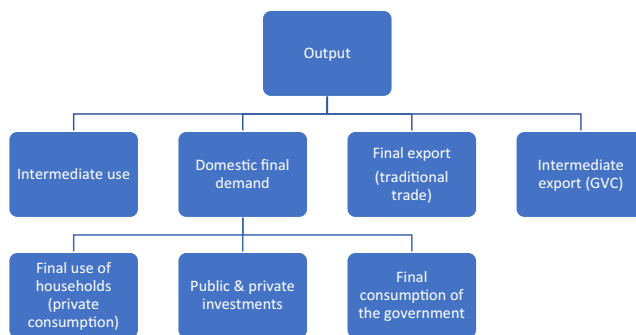 Output
Intermediate use
Domestic final
demand
Final export
(traditional
trade)
Intermediate
export (GVC)
Final use of
households
(private
consumption)
Public & private
investments
Final
consumption of
the government